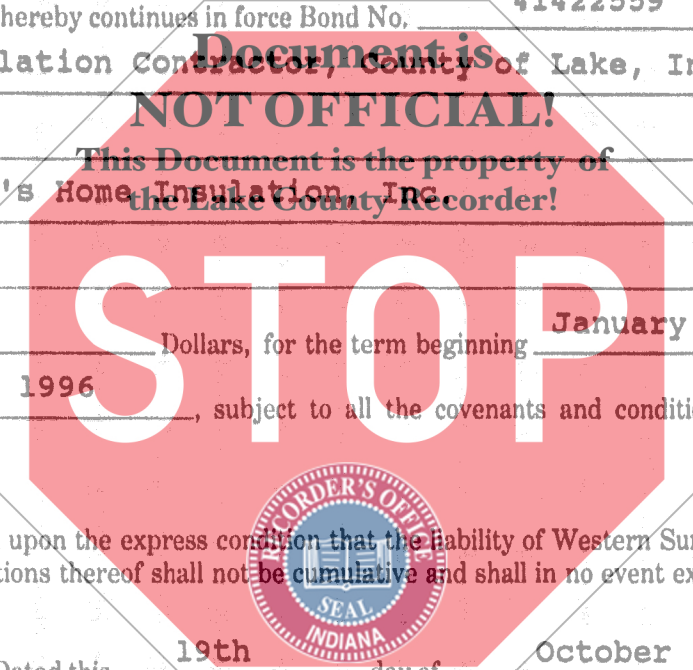 hereby continues in force Bond No. 41422559
Document is
lation Contractor, County of Lake, In
NOT OFFICIAL!
This Document is the property of
's Home Insulation, Inc.
the Lake County Recorder!
STOP
Dollars, for the term beginning January
1996
, subject to all the covenants and conditi
RECORDER'S OFFICE
upon the express condition that the liability of Western Sur
tions thereof shall not be cumulative and shall in no event ex
SEAL
INDIANA
Dated this 19th day of October